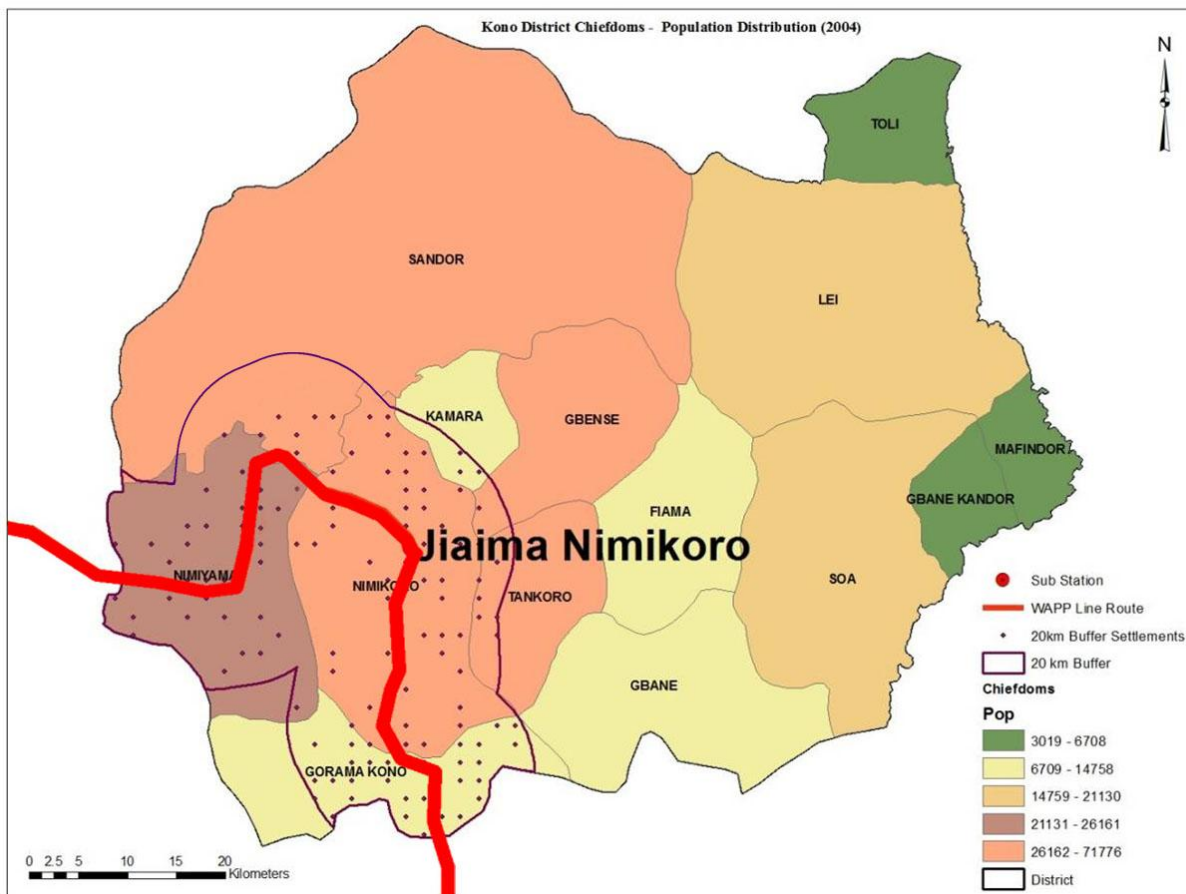 Kono District Chiefdoms - Population Distribution (2004)
N
TOLI
SANDOR
LEI
KAMARA
GBENSE
MAFINDOR
GBANE KANDOR
FIAMA
Jiaima Nimikoro
NIMIYAMA
NIMIKORO
TANKORO
SOA
GBANE
GORAMA KONO
Sub Station
WAPP Line Route
20km Buffer Settlements
20 km Buffer
Chiefdoms
Pop
3019 - 6708
6709 - 14758
14759 - 21130
21131 - 26161
26162 - 71776
District
0 2.5 5 10 15 20
Kilometers